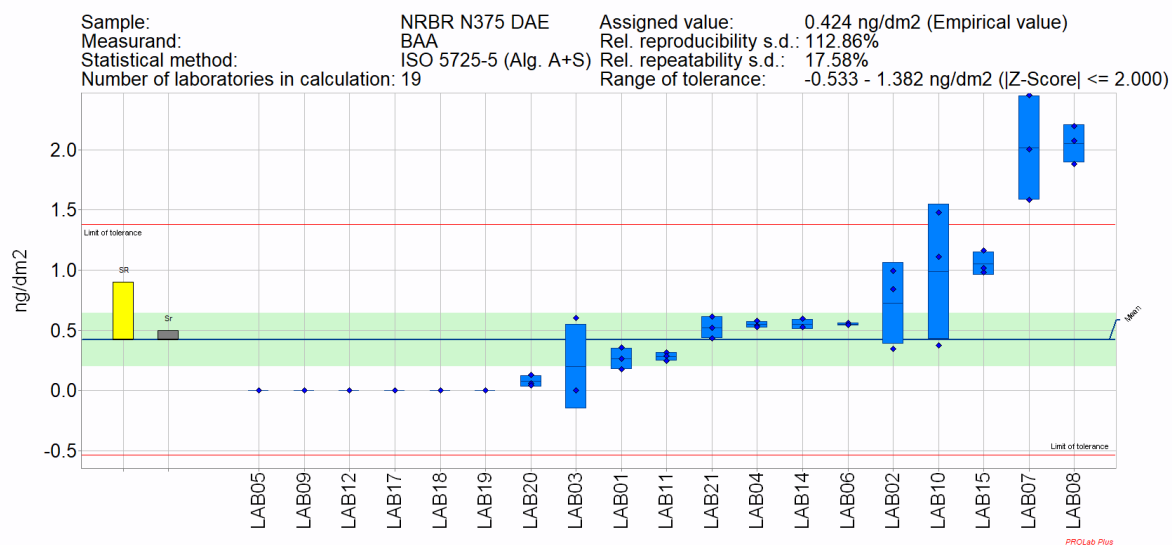 Sample: NRBR N375 DAE Assigned value: 0.424 ng/dm2 (Empirical value)
Measurand: BAA Rel. reproducibility s.d.: 112.86%
Statistical method: ISO 5725-5 (Alg. A+S) Rel. repeatability s.d.: 17.58%
Number of laboratories in calculation: 19 Range of tolerance: -0.533 - 1.382 ng/dm2 (|Z-Score| <= 2.000)
ng/dm2
2.0
1.5
1.0
0.5
0.0
-0.5
Limit of tolerance
SR
Sr
Mean
Limit of tolerance
LAB05
LAB09
LAB12
LAB17
LAB18
LAB19
LAB20
LAB03
LAB01
LAB11
LAB21
LAB04
LAB14
LAB06
LAB02
LAB10
LAB15
LAB07
LAB08
PROLab Plus